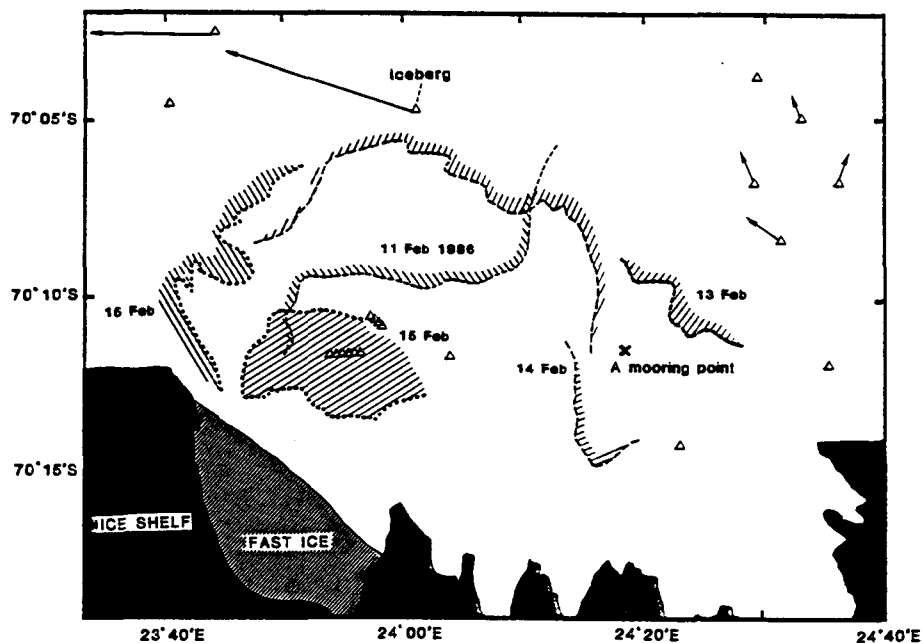 Iceberg
70°05'S
11 Feb 1986
70°10'S
16 Feb
13 Feb
15 Feb
14 Feb
A mooring point
70°15'S
ICE SHELF
FAST ICE
23°40'E
24°00'E
24°20'E
24°40'E